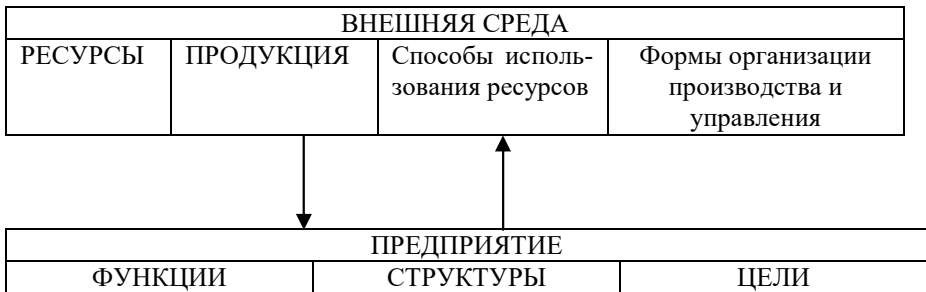 ВНЕШНЯЯ СРЕДА
РЕСУРСЫ
ПРОДУКЦИЯ
Способы исполь-
зования ресурсов
Формы организации
производства и
управления
ПРЕДПРИЯТИЕ
ФУНКЦИИ
СТРУКТУРЫ
ЦЕЛИ